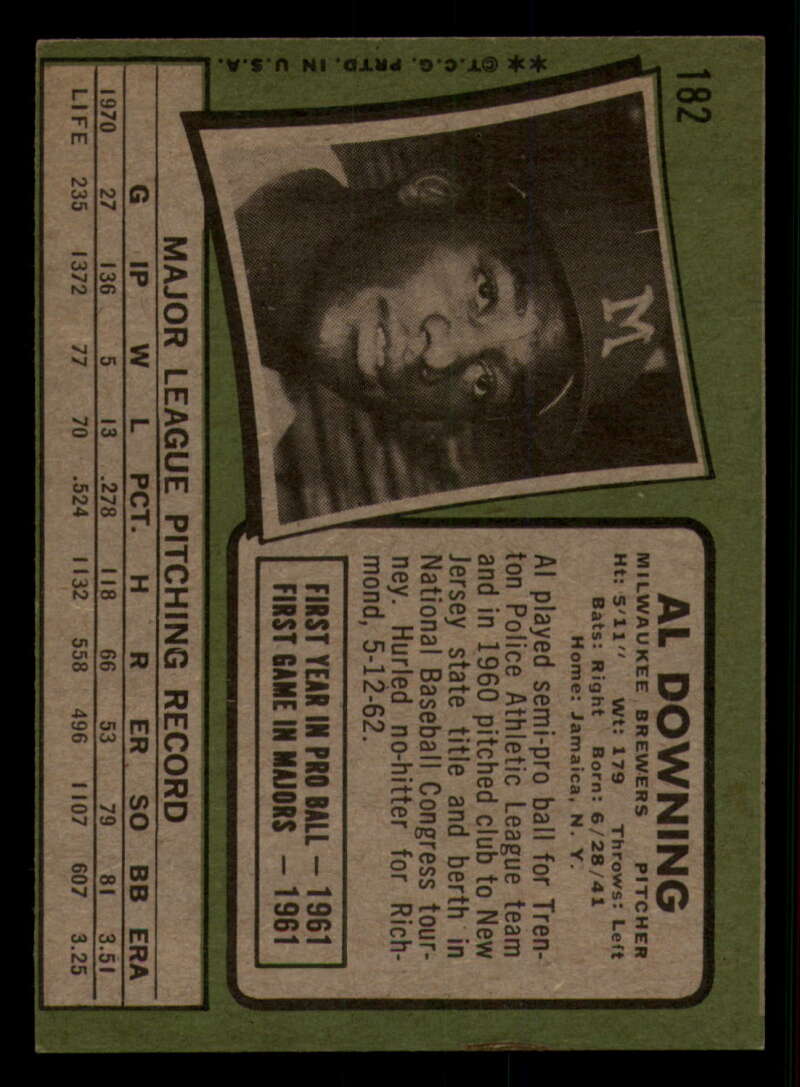 182
**©T.C.G. PRTD. IN U.S.A.
M
AL DOWNING
MILWAUKEE BREWERS PITCHER
Ht: 5'11" Wt: 179 Throws: Left
Bats: Right Born: 6/28/41
Home: Jamaica, N. Y.
Al played semi-pro ball for Tren-
ton Police Athletic League team
and in 1960 pitched club to New
Jersey state title and berth in
National Baseball Congress tour-
ney. Hurled no-hitter for Rich-
mond, 5-12-62.
FIRST YEAR IN PRO BALL — 1961
FIRST GAME IN MAJORS — 1961
MAJOR LEAGUE PITCHING RECORD
G IP W L PCT. H R ER SO BB ERA
1970 27 136 5 13 .278 118 66 53 79 81 3.51
LIFE 235 1372 77 70 .524 1132 558 496 1107 607 3.25